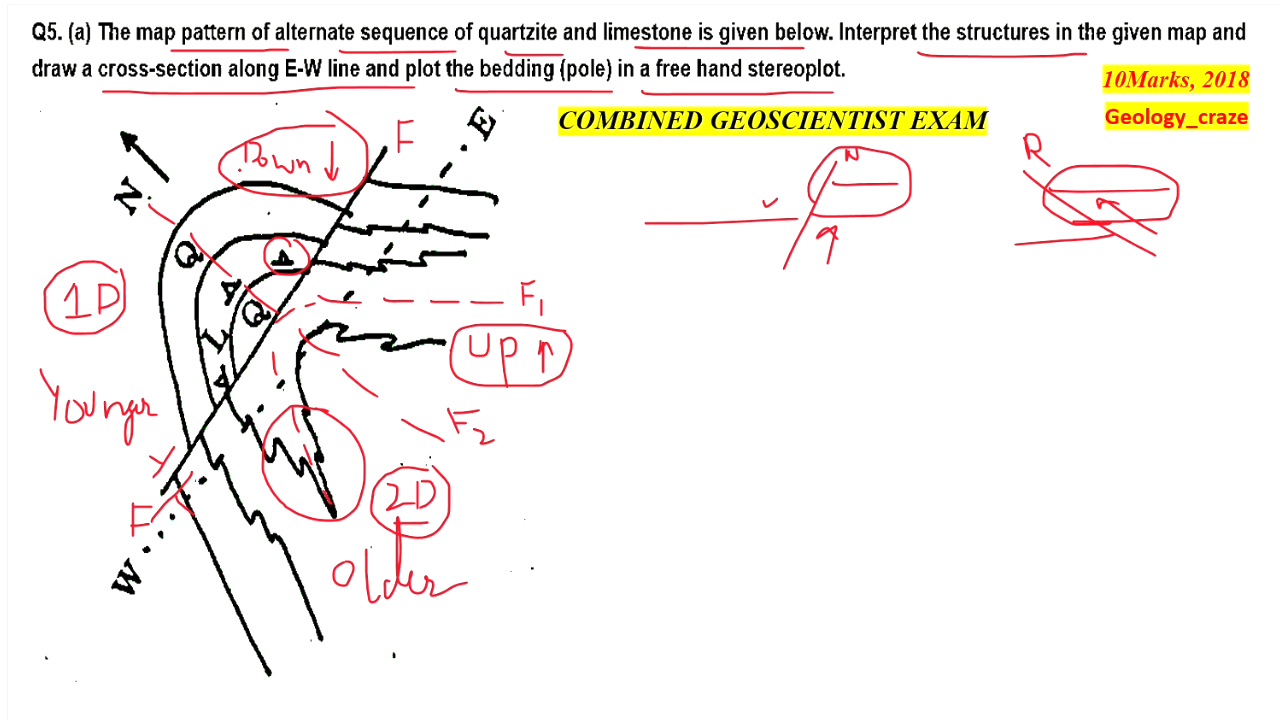 Q5. (a) The map pattern of alternate sequence of quartzite and limestone is given below. Interpret the structures in the given map and
draw a cross-section along E-W line and plot the bedding (pole) in a free hand stereoplot.
10Marks, 2018
COMBINED GEOSCIENTIST EXAM
Geology_craze
E
F
Down ↓
N
N
R
Q
1D
Q
L
F1
UP ↑
Younger
F2
2D
F
W
Older